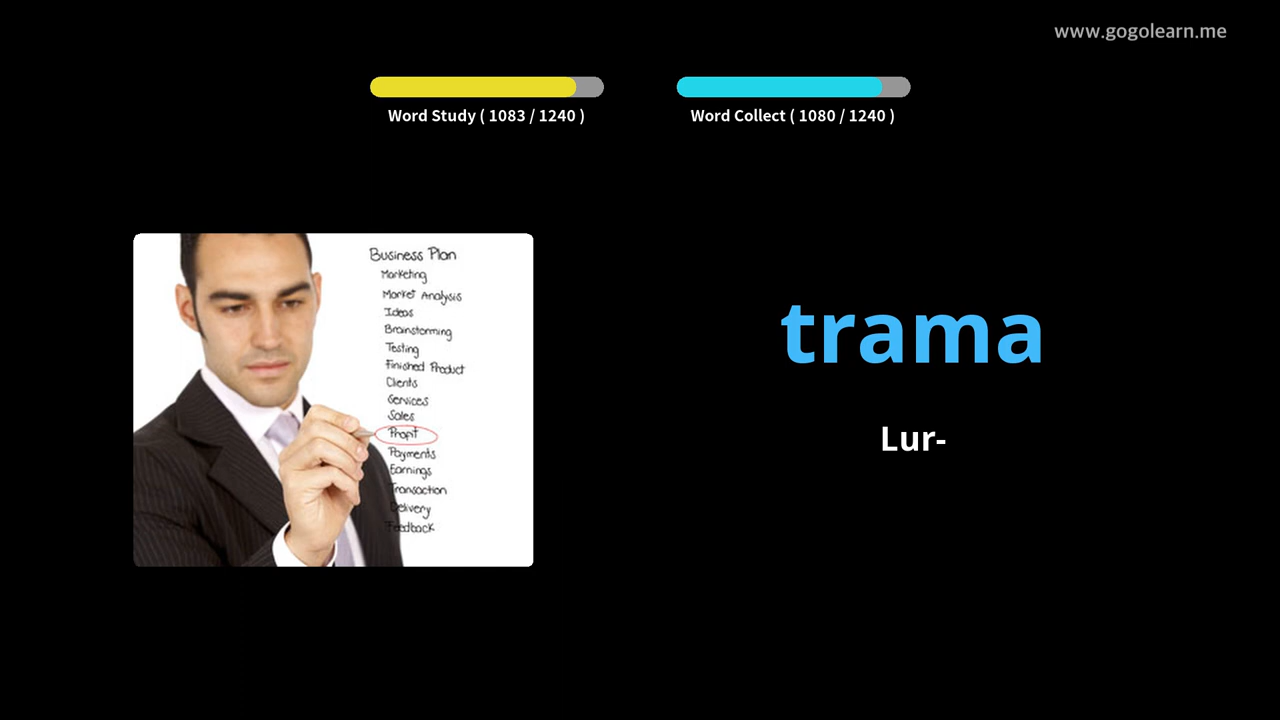 www.gogolearn.me
Word Study ( 1083 / 1240 )
Word Collect ( 1080 / 1240 )
Business Plan
Marketing
Market Analysis
Ideas
Brainstorming
Testing
Finished Product
Clients
Services
Sales
Profit
Payments
Earnings
Transaction
Delivery
Feedback
trama
Lur-